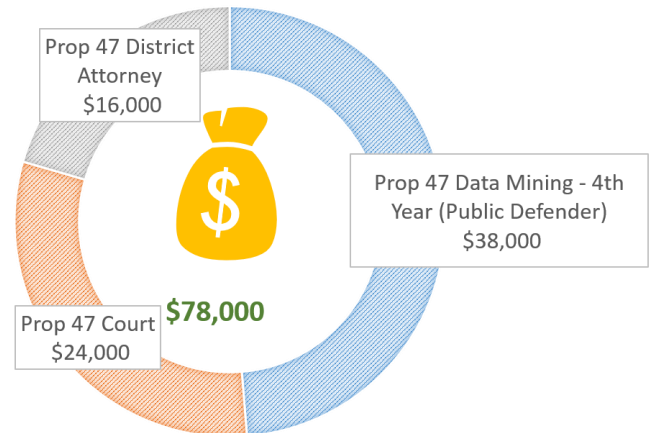 Prop 47 District
Attorney
$16,000
$
Prop 47 Data Mining - 4th
Year (Public Defender)
$38,000
$78,000
Prop 47 Court
$24,000